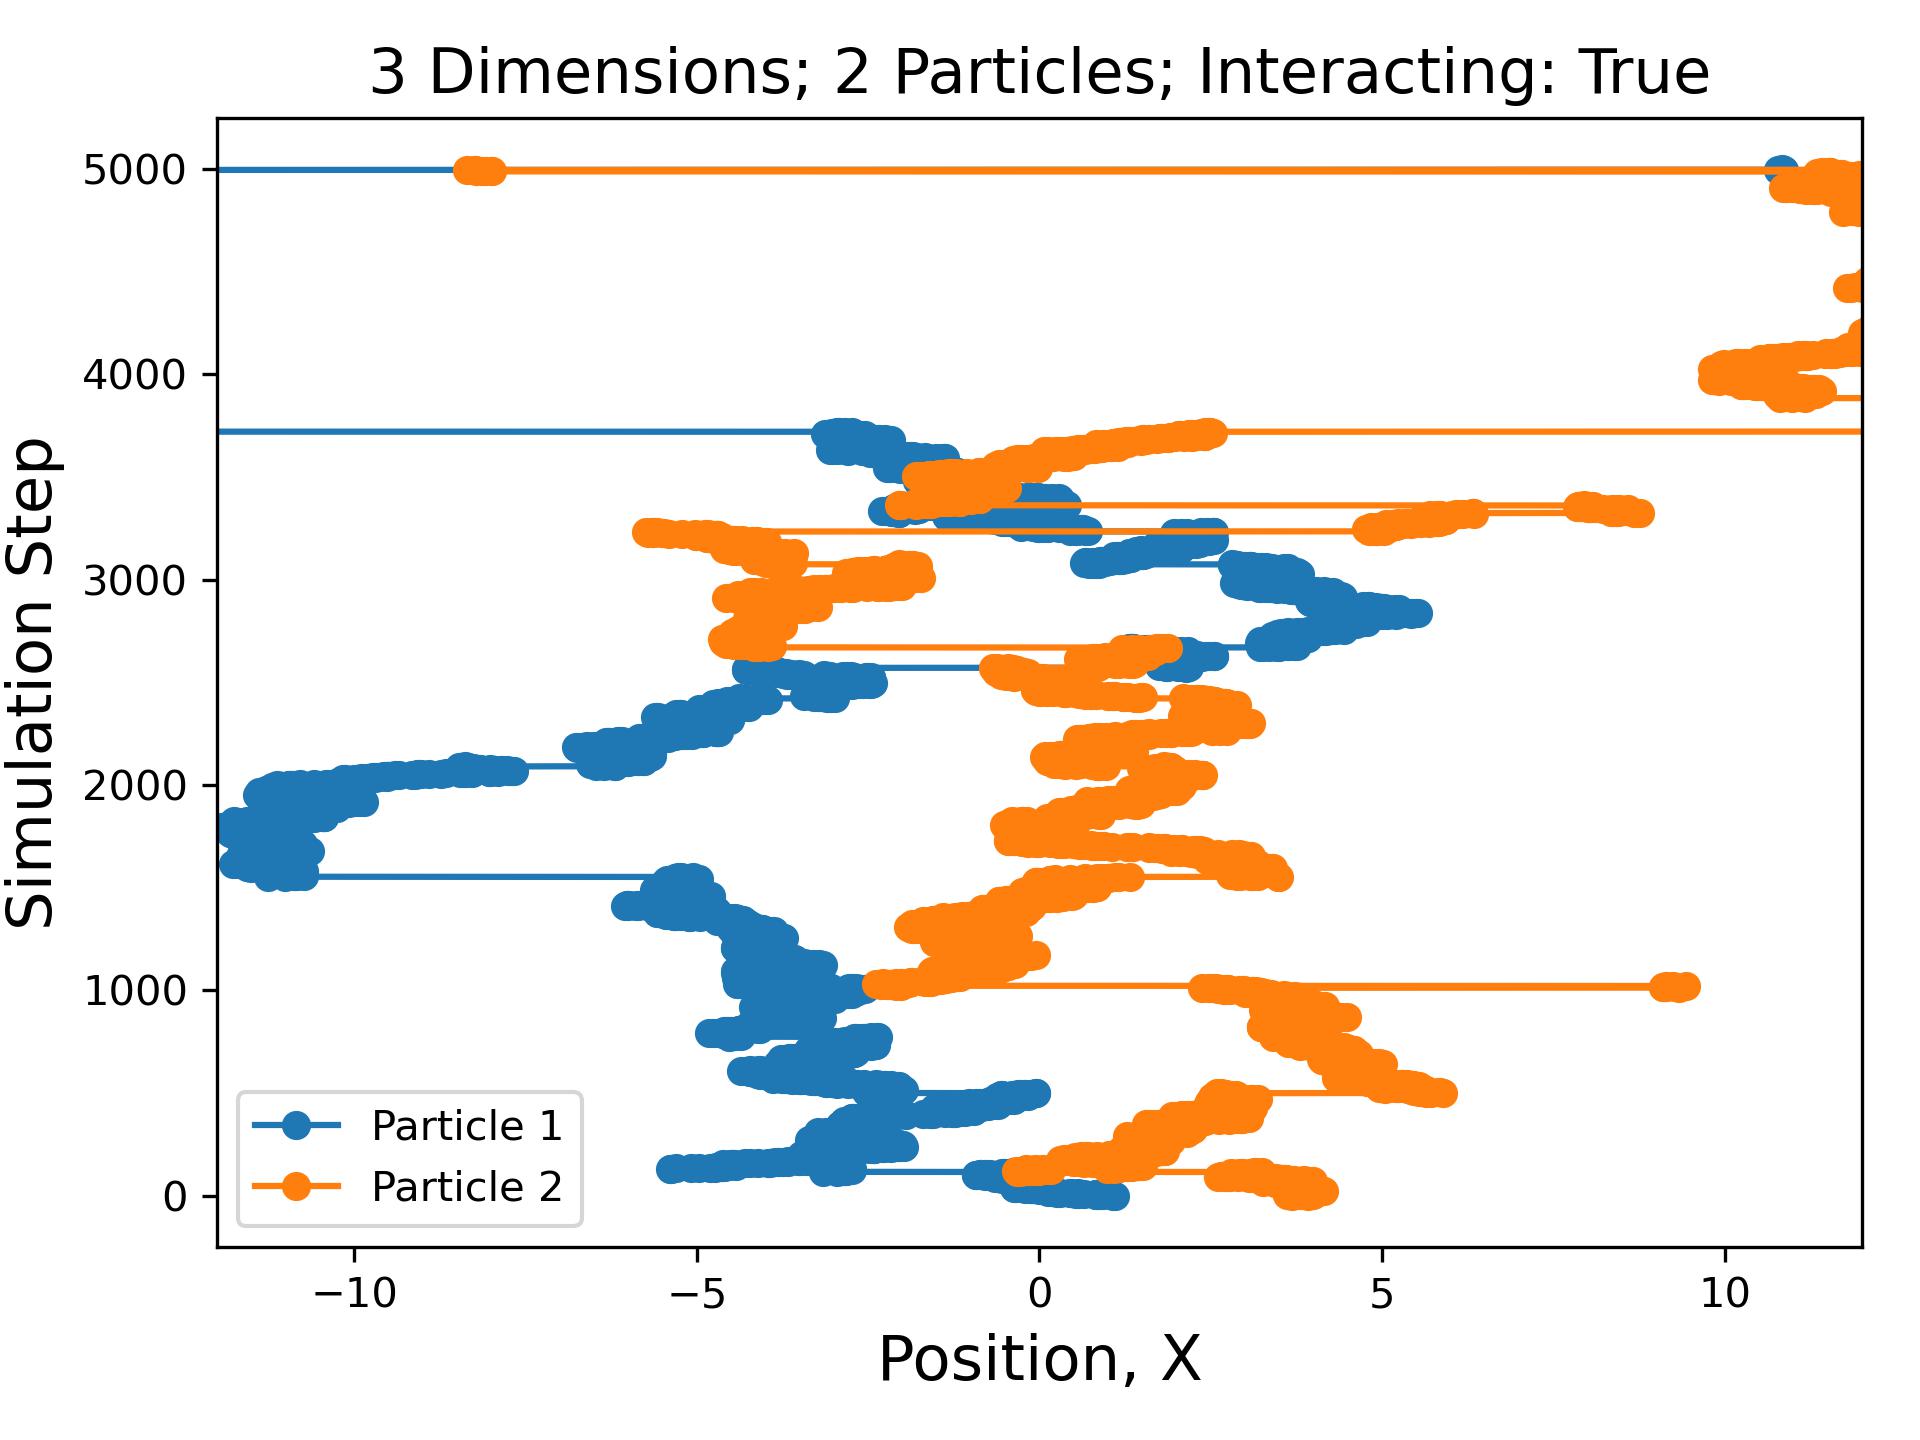 3 Dimensions; 2 Particles; Interacting: True
Simulation Step
5000
4000
3000
2000
1000
0
Particle 1
Particle 2
−10
−5
0
5
10
Position, X